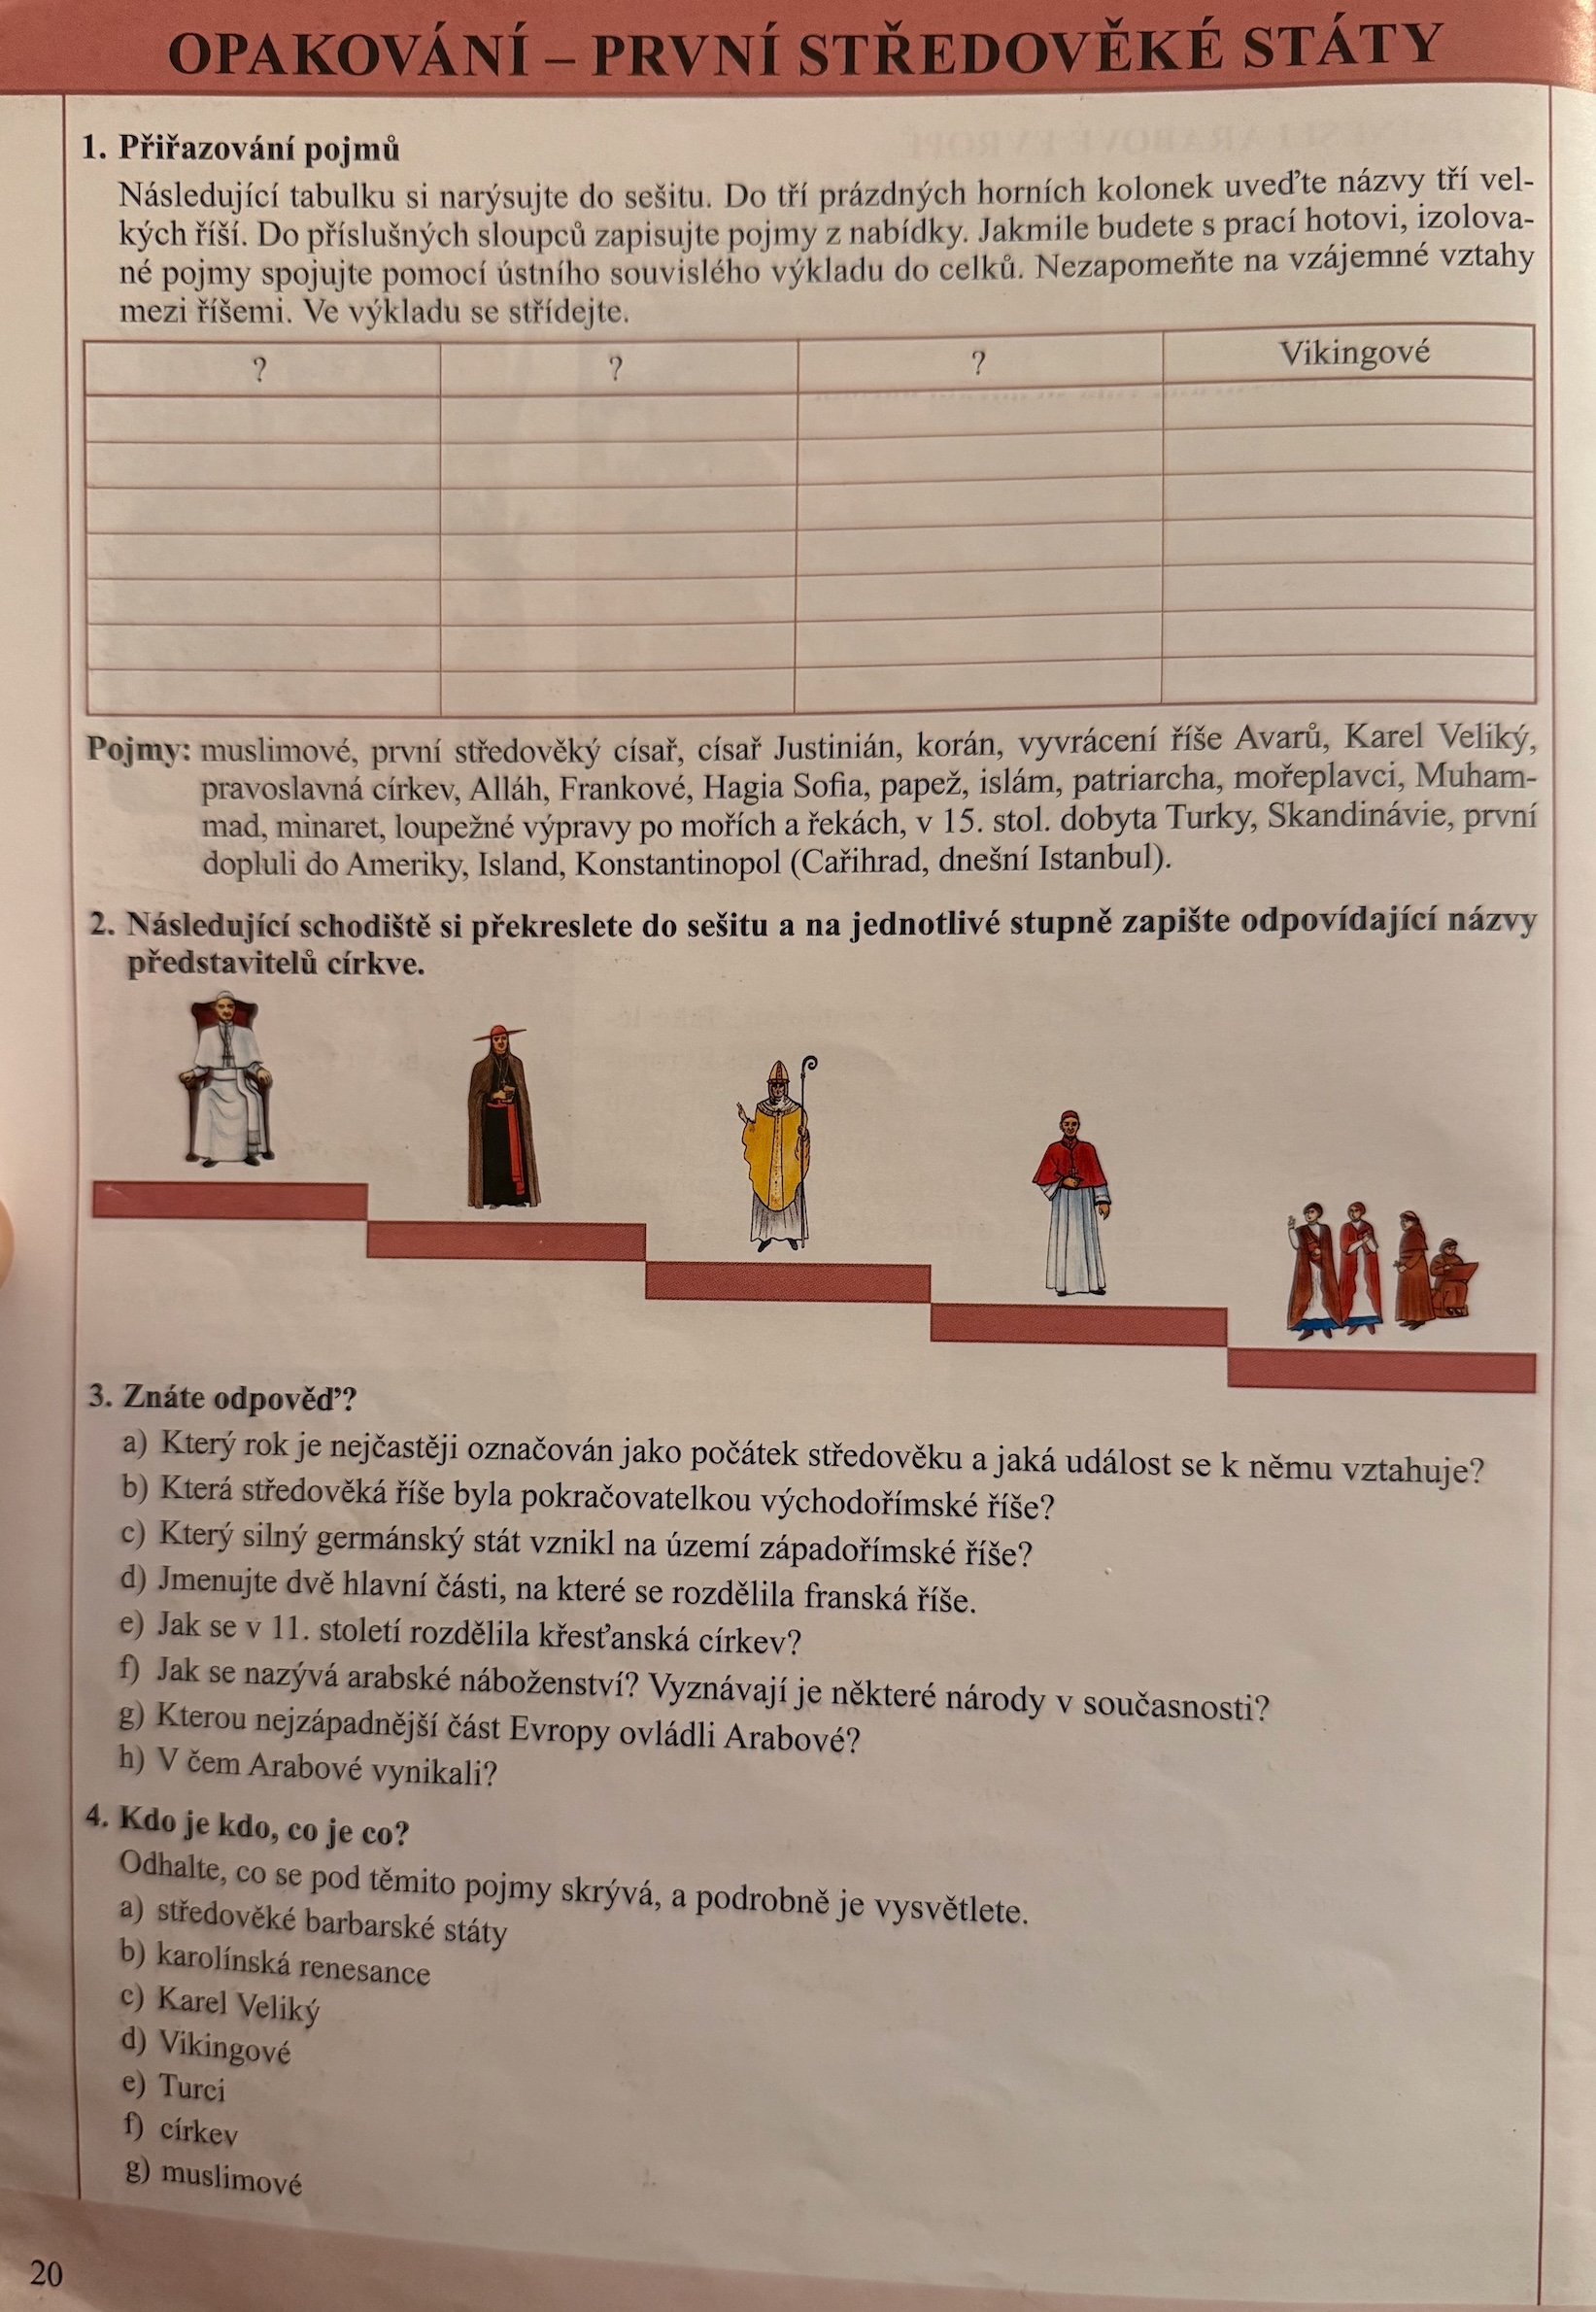 OPAKOVÁNÍ – PRVNÍ STŘEDOVĚKÉ STÁTY
1. Přiřazování pojmů
Následující tabulku si narýsujte do sešitu. Do tří prázdných horních kolonek uveďte názvy tří vel-
kých říší. Do příslušných sloupců zapisujte pojmy z nabídky. Jakmile budete s prací hotovi, izolova-
né pojmy spojujte pomocí ústního souvislého výkladu do celků. Nezapomeňte na vzájemné vztahy
mezi říšemi. Ve výkladu se střídejte.
? ? ? Vikingové
Pojmy: muslimové, první středověký císař, císař Justinián, korán, vyvrácení říše Avarů, Karel Veliký,
pravoslavná církev, Alláh, Frankové, Hagia Sofia, papež, islám, patriarcha, mořeplavci, Muham-
mad, minaret, loupežné výpravy po mořích a řekách, v 15. stol. dobyta Turky, Skandinávie, první
dopluli do Ameriky, Island, Konstantinopol (Cařihrad, dnešní Istanbul).
2. Následující schodiště si překreslete do sešitu a na jednotlivé stupně zapište odpovídající názvy
představitelů církve.
3. Znáte odpověď?
a) Který rok je nejčastěji označován jako počátek středověku a jaká událost se k němu vztahuje?
b) Která středověká říše byla pokračovatelkou východořímské říše?
c) Který silný germánský stát vznikl na území západořímské říše?
d) Jmenujte dvě hlavní části, na které se rozdělila franská říše.
e) Jak se v 11. století rozdělila křesťanská církev?
f) Jak se nazývá arabské náboženství? Vyznávají je některé národy v současnosti?
g) Kterou nejzápadnější část Evropy ovládli Arabové?
h) V čem Arabové vynikali?
4. Kdo je kdo, co je co?
Odhalte, co se pod těmito pojmy skrývá, a podrobně je vysvětlete.
a) středověké barbarské státy
b) karolínská renesance
c) Karel Veliký
d) Vikingové
e) Turci
f) církev
g) muslimové
20